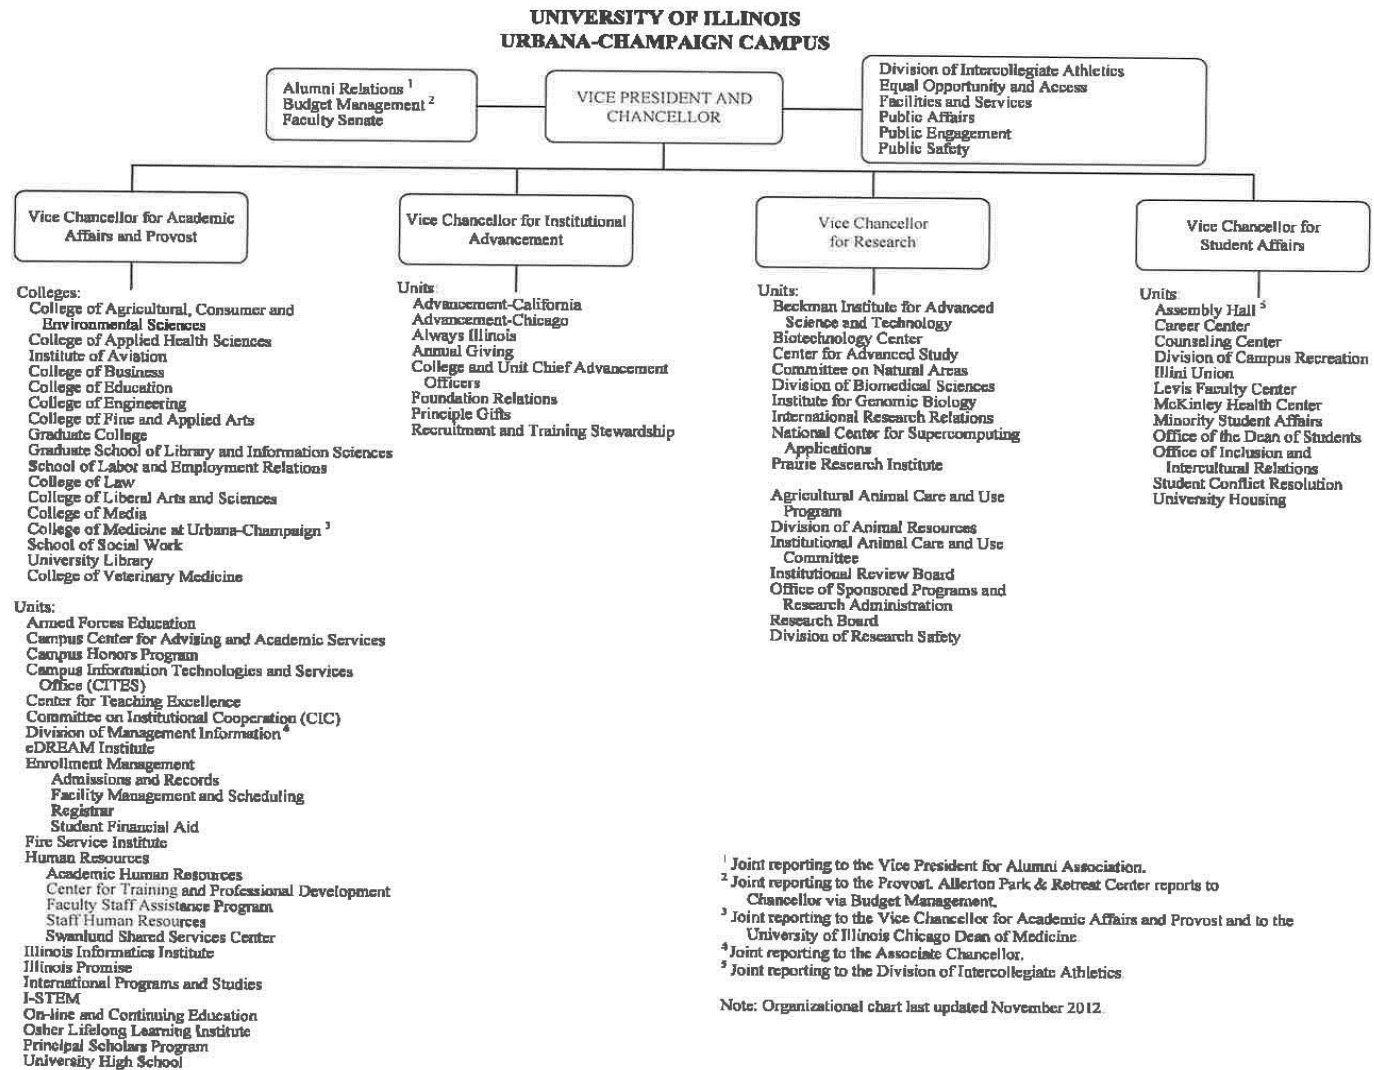 UNIVERSITY OF ILLINOIS
URBANA-CHAMPAIGN CAMPUS
Alumni Relations 1
Budget Management 2
Faculty Senate
VICE PRESIDENT AND
CHANCELLOR
Division of Intercollegiate Athletics
Equal Opportunity and Access
Facilities and Services
Public Affairs
Public Engagement
Public Safety
Vice Chancellor for Academic
Affairs and Provost
Vice Chancellor for Institutional
Advancement
Vice Chancellor
for Research
Vice Chancellor for
Student Affairs
Colleges:
College of Agricultural, Consumer and
Environmental Sciences
College of Applied Health Sciences
Institute of Aviation
College of Business
College of Education
College of Engineering
College of Fine and Applied Arts
Graduate College
Graduate School of Library and Information Sciences
School of Labor and Employment Relations
College of Law
College of Liberal Arts and Sciences
College of Media
College of Medicine at Urbana-Champaign 3
School of Social Work
University Library
College of Veterinary Medicine
Units:
Armed Forces Education
Campus Center for Advising and Academic Services
Campus Honors Program
Campus Information Technologies and Services
Office (CITES)
Center for Teaching Excellence
Committee on Institutional Cooperation (CIC)
Division of Management Information 4
eDREAM Institute
Enrollment Management
Admissions and Records
Facility Management and Scheduling
Registrar
Student Financial Aid
Fire Service Institute
Human Resources
Academic Human Resources
Center for Training and Professional Development
Faculty Staff Assistance Program
Staff Human Resources
Swanlund Shared Services Center
Illinois Informatics Institute
Illinois Promise
International Programs and Studies
I-STEM
On-line and Continuing Education
Osher Lifelong Learning Institute
Principal Scholars Program
University High School
Units
Advancement-California
Advancement-Chicago
Always Illinois
Annual Giving
College and Unit Chief Advancement
Officers
Foundation Relations
Principle Gifts
Recruitment and Training Stewardship
Units:
Beckman Institute for Advanced
Science and Technology
Biotechnology Center
Center for Advanced Study
Committee on Natural Areas
Division of Biomedical Sciences
Institute for Genomic Biology
International Research Relations
National Center for Supercomputing
Applications
Prairie Research Institute
Agricultural Animal Care and Use
Program
Division of Animal Resources
Institutional Animal Care and Use
Committee
Institutional Review Board
Office of Sponsored Programs and
Research Administration
Research Board
Division of Research Safety
Units
Assembly Hall 5
Career Center
Counseling Center
Division of Campus Recreation
Illini Union
Levis Faculty Center
McKinley Health Center
Minority Student Affairs
Office of the Dean of Students
Office of Inclusion and
Intercultural Relations
Student Conflict Resolution
University Housing
1 Joint reporting to the Vice President for Alumni Association.
2 Joint reporting to the Provost. Allerton Park & Retreat Center reports to
Chancellor via Budget Management.
3 Joint reporting to the Vice Chancellor for Academic Affairs and Provost and to the
University of Illinois Chicago Dean of Medicine
4 Joint reporting to the Associate Chancellor.
5 Joint reporting to the Division of Intercollegiate Athletics
Note: Organizational chart last updated November 2012